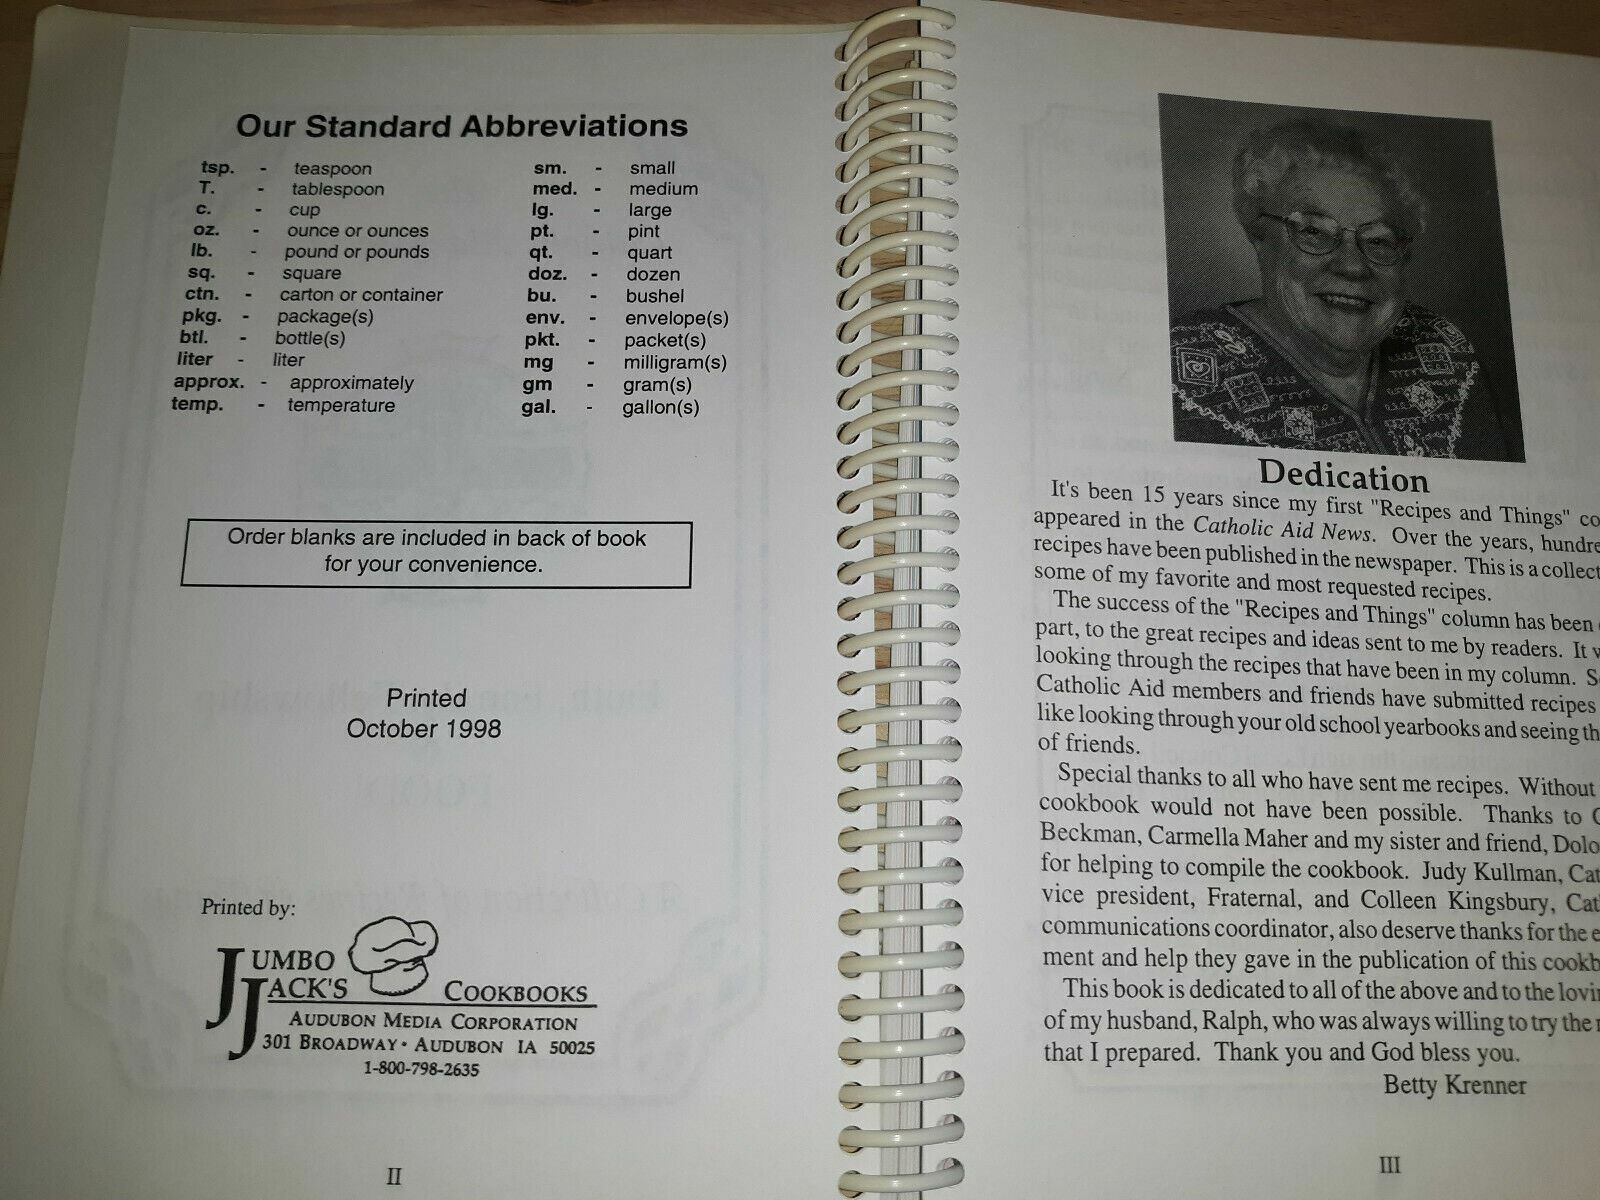 Our Standard Abbreviations
tsp. - teaspoon
T. - tablespoon
c. - cup
oz. - ounce or ounces
lb. - pound or pounds
sq. - square
ctn. - carton or container
pkg. - package(s)
btl. - bottle(s)
liter - liter
approx. - approximately
temp. - temperature
sm. - small
med. - medium
lg. - large
pt. - pint
qt. - quart
doz. - dozen
bu. - bushel
env. - envelope(s)
pkt. - packet(s)
mg - milligram(s)
gm - gram(s)
gal. - gallon(s)
Order blanks are included in back of book
for your convenience.
Printed
October 1998
Printed by:
JUMBO
JACK'S COOKBOOKS
AUDUBON MEDIA CORPORATION
301 BROADWAY • AUDUBON IA 50025
1-800-798-2635
II
Dedication
It's been 15 years since my first "Recipes and Things" co
appeared in the Catholic Aid News. Over the years, hundre
recipes have been published in the newspaper. This is a collect
some of my favorite and most requested recipes.
The success of the "Recipes and Things" column has been
part, to the great recipes and ideas sent to me by readers. It
looking through the recipes that have been in my column. S
Catholic Aid members and friends have submitted recipes
like looking through your old school yearbooks and seeing th
of friends.
Special thanks to all who have sent me recipes. Without
cookbook would not have been possible. Thanks to
Beckman, Carmella Maher and my sister and friend, Dolo
for helping to compile the cookbook. Judy Kullman, Cat
vice president, Fraternal, and Colleen Kingsbury, Cat
communications coordinator, also deserve thanks for the e
ment and help they gave in the publication of this cookb
This book is dedicated to all of the above and to the lovin
of my husband, Ralph, who was always willing to try the
that I prepared. Thank you and God bless you.
Betty Krenner
III